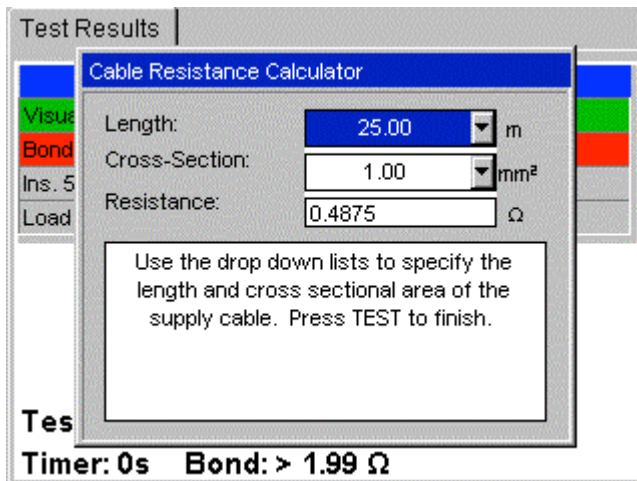 Test Results
Cable Resistance Calculator
Visua
Bond
Ins. 5
Load
Length: 25.00 m
Cross-Section: 1.00 mm²
Resistance: 0.4875 Ω
Use the drop down lists to specify the
length and cross sectional area of the
supply cable. Press TEST to finish.
Tes
Timer: 0s Bond: > 1.99 Ω